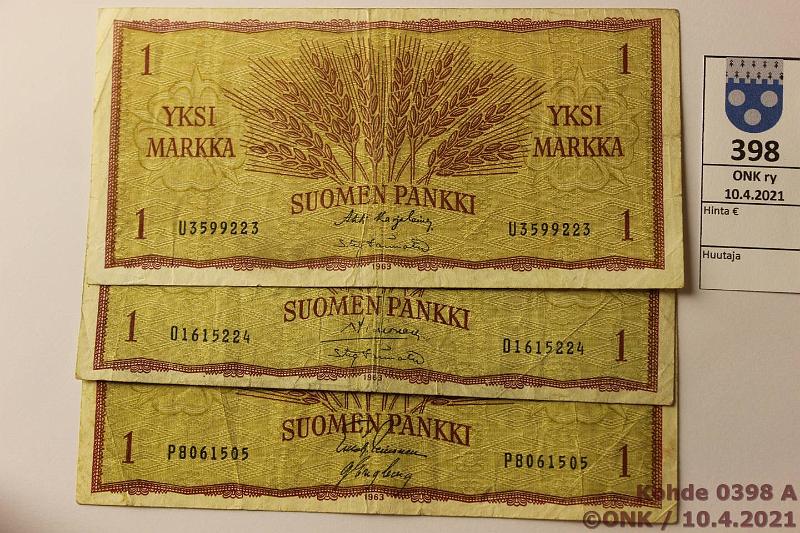 1 1
YKSI MARKKA YKSI MARKKA
SUOMEN PANKKI
1 U3599223 U3599223 1
1963
SUOMEN PANKKI
1 O1615224 O1615224 1
1963
SUOMEN PANKKI
1 P8061505 P8061505 1
1963
398
ONK ry
10.4.2021
Hinta €
Huutaja
Kohde 0398 A
©ONK / 10.4.2021